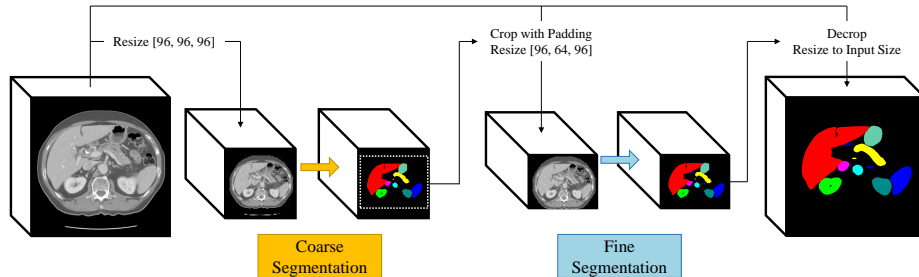 Resize [96, 96, 96]
Crop with Padding
Resize [96, 64, 96]
Decrop
Resize to Input Size
Coarse
Segmentation
Fine
Segmentation